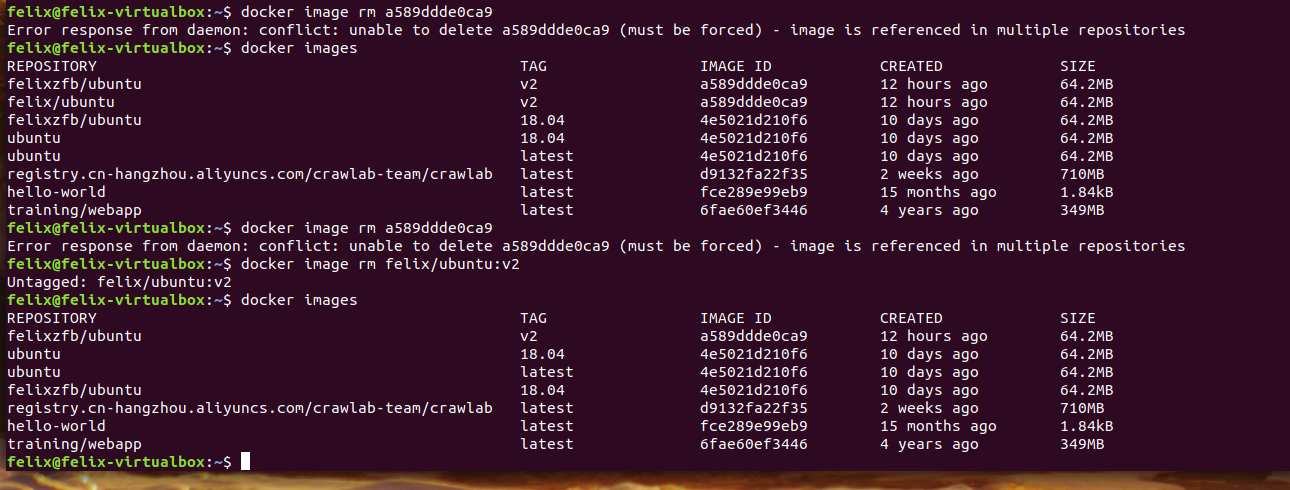 felix@felix-virtualbox:~$ docker image rm a589ddde0ca9
Error response from daemon: conflict: unable to delete a589ddde0ca9 (must be forced) - image is referenced in multiple repositories
felix@felix-virtualbox:~$ docker images
REPOSITORY TAG IMAGE ID CREATED SIZE
felixzfb/ubuntu v2 a589ddde0ca9 12 hours ago 64.2MB
felix/ubuntu v2 a589ddde0ca9 12 hours ago 64.2MB
felixzfb/ubuntu 18.04 4e5021d210f6 10 days ago 64.2MB
ubuntu 18.04 4e5021d210f6 10 days ago 64.2MB
ubuntu latest 4e5021d210f6 10 days ago 64.2MB
registry.cn-hangzhou.aliyuncs.com/crawlab-team/crawlab latest d9132fa22f35 2 weeks ago 710MB
hello-world latest fce289e99eb9 15 months ago 1.84kB
training/webapp latest 6fae60ef3446 4 years ago 349MB
felix@felix-virtualbox:~$ docker image rm a589ddde0ca9
Error response from daemon: conflict: unable to delete a589ddde0ca9 (must be forced) - image is referenced in multiple repositories
felix@felix-virtualbox:~$ docker image rm felix/ubuntu:v2
Untagged: felix/ubuntu:v2
felix@felix-virtualbox:~$ docker images
REPOSITORY TAG IMAGE ID CREATED SIZE
felixzfb/ubuntu v2 a589ddde0ca9 12 hours ago 64.2MB
ubuntu 18.04 4e5021d210f6 10 days ago 64.2MB
ubuntu latest 4e5021d210f6 10 days ago 64.2MB
felixzfb/ubuntu 18.04 4e5021d210f6 10 days ago 64.2MB
registry.cn-hangzhou.aliyuncs.com/crawlab-team/crawlab latest d9132fa22f35 2 weeks ago 710MB
hello-world latest fce289e99eb9 15 months ago 1.84kB
training/webapp latest 6fae60ef3446 4 years ago 349MB
felix@felix-virtualbox:~$